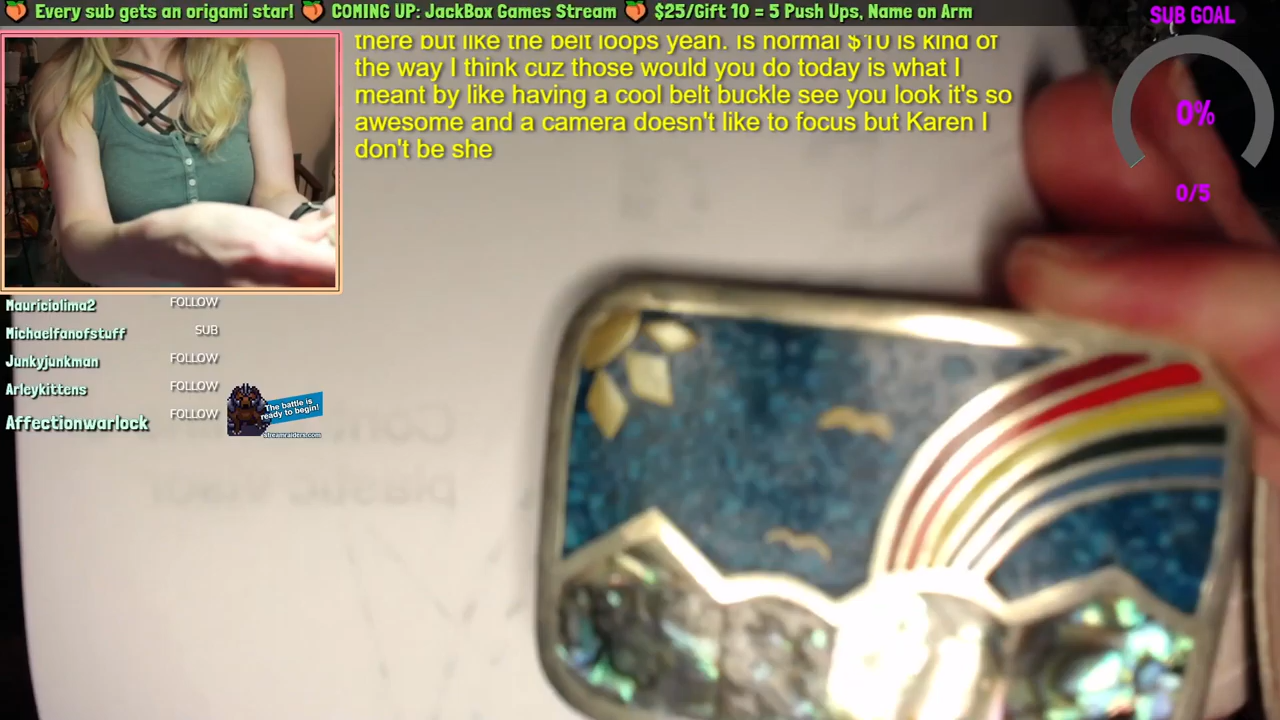 Every sub gets an origami star! COMING UP: JackBox Games Stream $25/Gift 10 = 5 Push Ups, Name on Arm
SUB GOAL
0%
0/5
there but like the belt loops yeah. Is normal $10 is kind of
the way I think cuz those would you do today is what I
meant by like having a cool belt buckle see you look it's so
awesome and a camera doesn't like to focus but Karen I
don't be she
Mauriciolima2 FOLLOW
Michaelfanofstuff SUB
Junkyjunkman FOLLOW
Arleykittens FOLLOW
Affectionwarlock FOLLOW
The battle is
ready to begin!
streamraiders.com